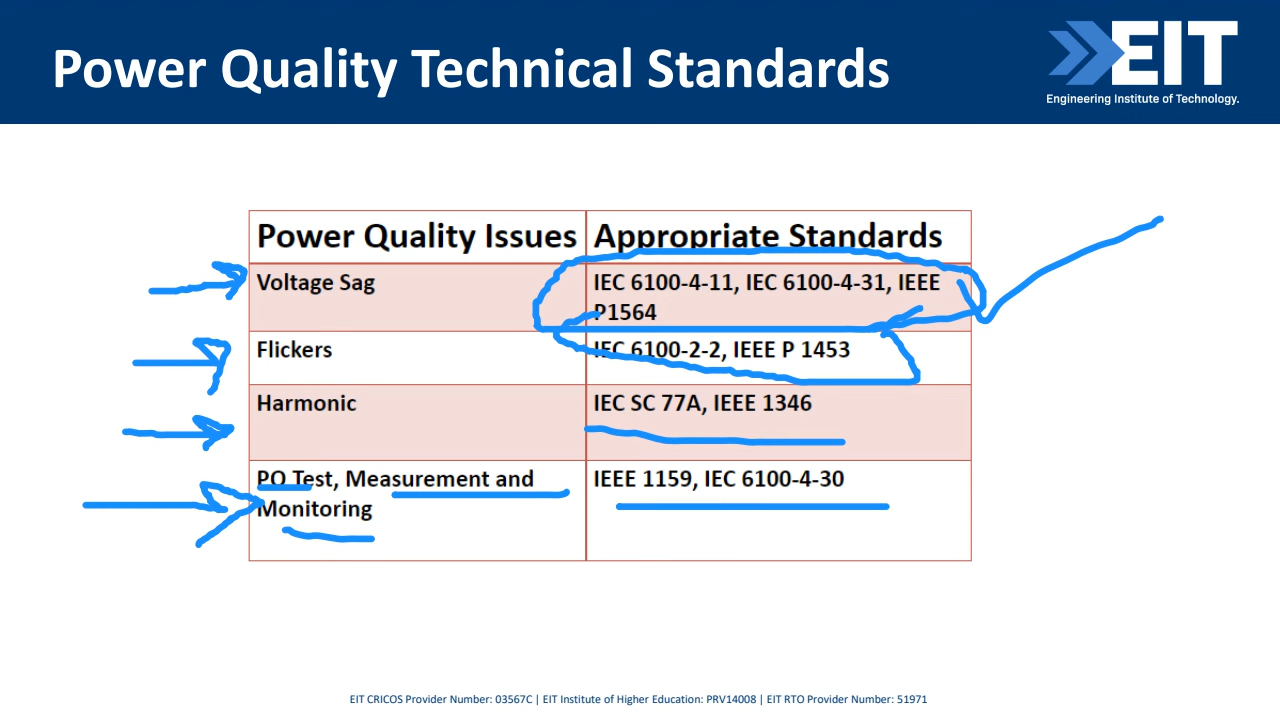 Power Quality Technical Standards
EIT
Engineering Institute of Technology.
Power Quality Issues
Appropriate Standards
Voltage Sag
IEC 6100-4-11, IEC 6100-4-31, IEEE
P1564
Flickers
IEC 6100-2-2, IEEE P 1453
Harmonic
IEC SC 77A, IEEE 1346
PQ Test, Measurement and
Monitoring
IEEE 1159, IEC 6100-4-30
EIT CRICOS Provider Number: 03567C | EIT Institute of Higher Education: PRV14008 | EIT RTO Provider Number: 51971